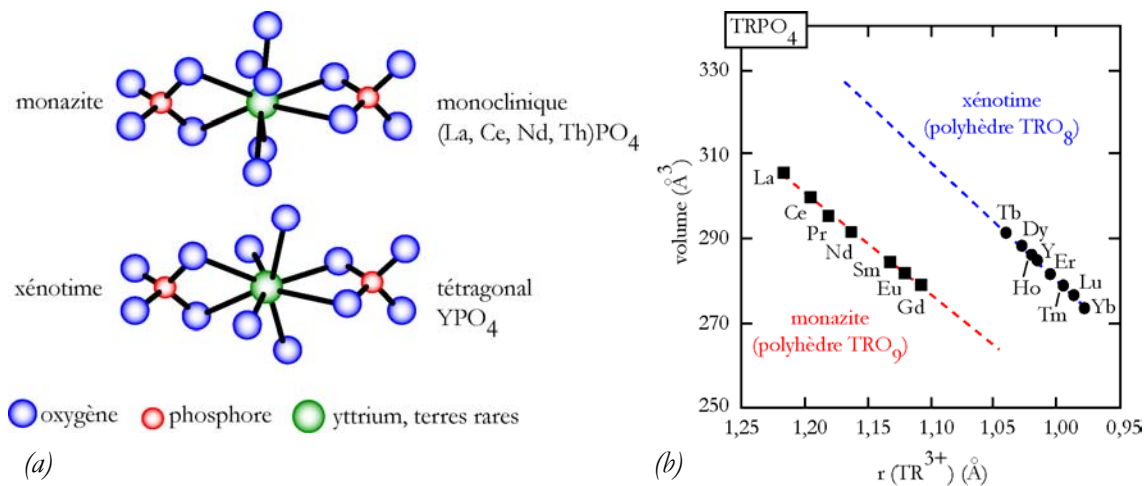 monazite
monoclinique
(La, Ce, Nd, Th)PO4
xénotime
tétragonal
YPO4
oxygène
phosphore
yttrium, terres rares
(a)
TRPO4
volume (Å3)
330
310
290
270
250
xénotime
(polyhèdre TRO8)
La
Ce
Pr
Nd
Sm
Eu
Gd
Tb
Dy
Y
Ho
Er
Tm
Lu
Yb
monazite
(polyhèdre TRO9)
1,25
1,20
1,15
1,10
1,05
1,00
0,95
r (TR3+) (Å)
(b)